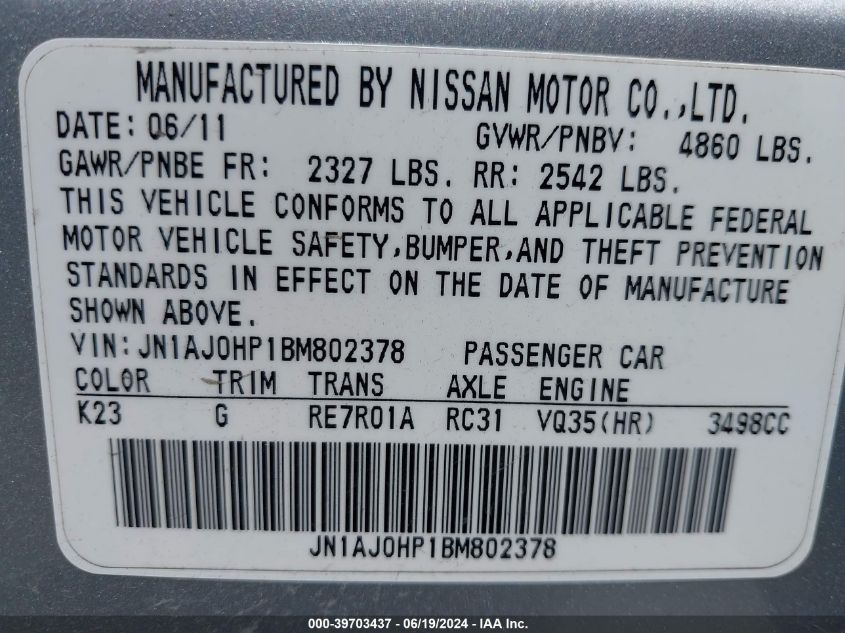 MANUFACTURED BY NISSAN MOTOR CO.,LTD.
DATE: 06/11 GVWR/PNBV: 4860 LBS.
GAWR/PNBE FR: 2327 LBS. RR: 2542 LBS.
THIS VEHICLE CONFORMS TO ALL APPLICABLE FEDERAL
MOTOR VEHICLE SAFETY,BUMPER,AND THEFT PREVENTION
STANDARDS IN EFFECT ON THE DATE OF MANUFACTURE
SHOWN ABOVE.
VIN:JN1AJ0HP1BM802378 PASSENGER CAR
COLOR TRIM TRANS AXLE ENGINE
K23 G RE7R01A RC31 VQ35(HR) 3498CC
JN1AJ0HP1BM802378
000-39703437 - 06/19/2024 - IAA Inc.